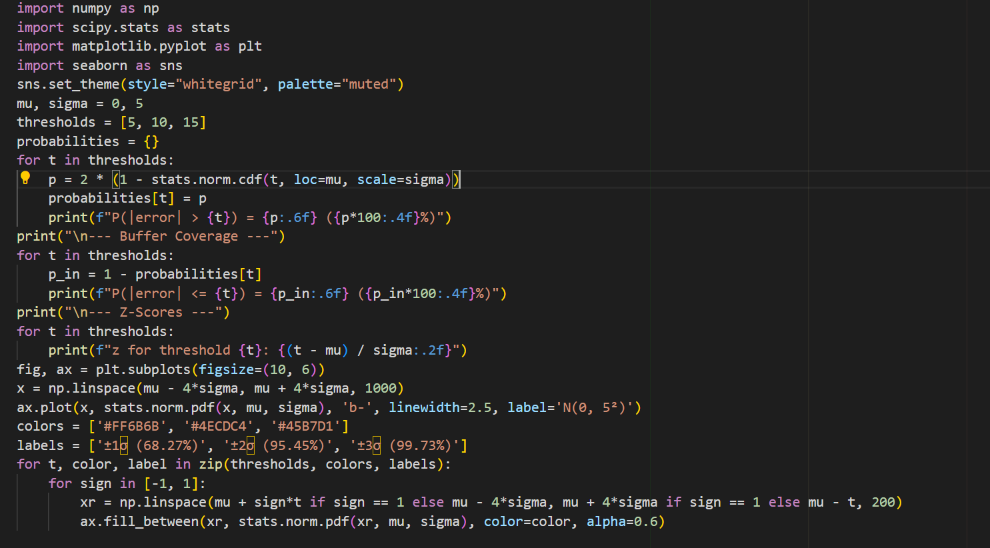 import numpy as np
import scipy.stats as stats
import matplotlib.pyplot as plt
import seaborn as sns
sns.set_theme(style="whitegrid", palette="muted")
mu, sigma = 0, 5
thresholds = [5, 10, 15]
probabilities = {}
for t in thresholds:
    p = 2 * (1 - stats.norm.cdf(t, loc=mu, scale=sigma))
    probabilities[t] = p
    print(f"P(|error| > {t}) = {p:.6f} ({p*100:.4f}%)")
print("\n--- Buffer Coverage ---")
for t in thresholds:
    p_in = 1 - probabilities[t]
    print(f"P(|error| <= {t}) = {p_in:.6f} ({p_in*100:.4f}%)")
print("\n--- Z-Scores ---")
for t in thresholds:
    print(f"z for threshold {t}: {(t - mu) / sigma:.2f}")
fig, ax = plt.subplots(figsize=(10, 6))
x = np.linspace(mu - 4*sigma, mu + 4*sigma, 1000)
ax.plot(x, stats.norm.pdf(x, mu, sigma), 'b-', linewidth=2.5, label='N(0, 5²)')
colors = ['#FF6B6B', '#4ECDC4', '#45B7D1']
labels = ['±1σ (68.27%)', '±2σ (95.45%)', '±3σ (99.73%)']
for t, color, label in zip(thresholds, colors, labels):
    for sign in [-1, 1]:
        xr = np.linspace(mu + sign*t if sign == 1 else mu - 4*sigma, mu + 4*sigma if sign == 1 else mu - t, 200)
        ax.fill_between(xr, stats.norm.pdf(xr, mu, sigma), color=color, alpha=0.6)